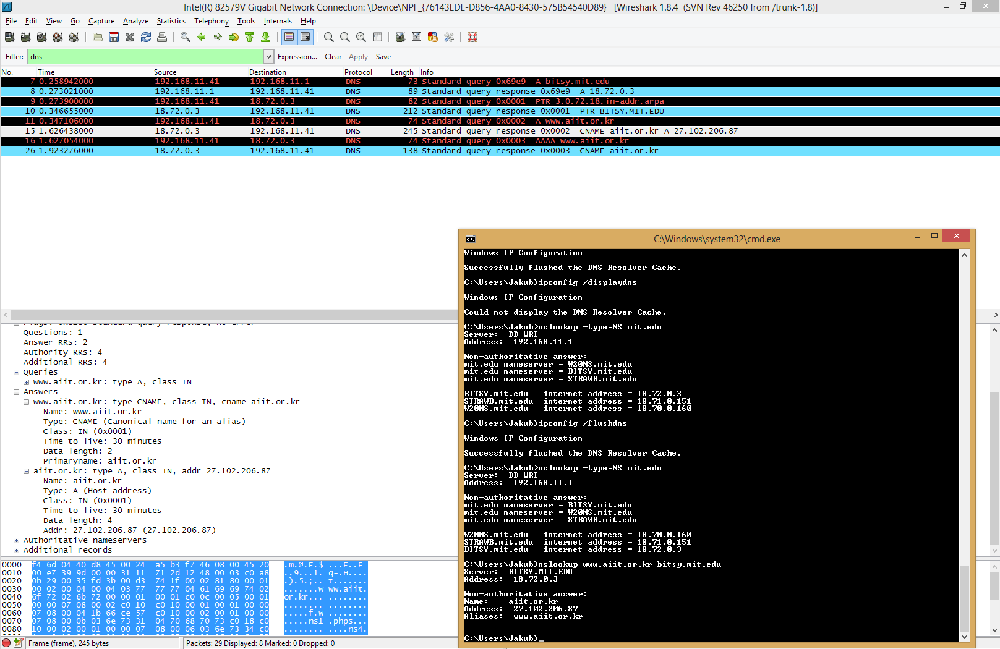 Intel(R) 82579V Gigabit Network Connection: \Device\NPF_{76143EDE-D856-4AA0-8430-575B54540D89}   [Wireshark 1.8.4  (SVN Rev 46250 from /trunk-1.8)]
File Edit View Go Capture Analyze Statistics Telephony Tools Internals Help
Filter: dns Expression... Clear Apply Save
No. Time Source Destination Protocol Length Info
7 0.258942000 192.168.11.41 192.168.11.1 DNS 73 Standard query 0x69e9  A bitsy.mit.edu
8 0.273021000 192.168.11.1 192.168.11.41 DNS 89 Standard query response 0x69e9  A 18.72.0.3
9 0.273900000 192.168.11.41 18.72.0.3 DNS 82 Standard query 0x0001  PTR 3.0.72.18.in-addr.arpa
10 0.346655000 18.72.0.3 192.168.11.41 DNS 212 Standard query response 0x0001  PTR BITSY.MIT.EDU
11 0.347106000 192.168.11.41 18.72.0.3 DNS 74 Standard query 0x0002  A www.aiit.or.kr
15 1.626438000 18.72.0.3 192.168.11.41 DNS 245 Standard query response 0x0002  CNAME aiit.or.kr A 27.102.206.87
16 1.627054000 192.168.11.41 18.72.0.3 DNS 74 Standard query 0x0003  AAAA www.aiit.or.kr
26 1.923276000 18.72.0.3 192.168.11.41 DNS 138 Standard query response 0x0003  CNAME aiit.or.kr
Questions: 1
Answer RRs: 2
Authority RRs: 4
Additional RRs: 4
Queries
www.aiit.or.kr: type A, class IN
Answers
www.aiit.or.kr: type CNAME, class IN, cname aiit.or.kr
Name: www.aiit.or.kr
Type: CNAME (Canonical name for an alias)
Class: IN (0x0001)
Time to live: 30 minutes
Data length: 2
Primaryname: aiit.or.kr
aiit.or.kr: type A, class IN, addr 27.102.206.87
Name: aiit.or.kr
Type: A (Host address)
Class: IN (0x0001)
Time to live: 30 minutes
Data length: 4
Addr: 27.102.206.87 (27.102.206.87)
Authoritative nameservers
Additional records
0000 f4 6d 04 40 d8 45 00 24 a5 b3 f7 46 08 00 45 20 .m.@.E.$ ...F..E
0010 00 e7 39 9d 00 00 31 11 71 2d 12 48 00 03 c0 a8 ..9...1. q-.H....
0020 0b 29 00 35 fd 3b 00 d3 74 1f 00 02 81 80 00 01 .).5.;.. t.......
0030 00 02 00 04 00 04 03 77 77 77 04 61 69 69 74 02 .......w ww.aiit.
0040 6f 72 02 6b 72 00 00 01 00 01 c0 0c 00 05 00 01 or.kr... ........
0050 00 00 07 08 00 02 c0 10 c0 10 00 01 00 01 00 00 ........ ........
0060 07 08 00 04 1b 66 ce 57 c0 10 00 02 00 01 00 00 .....f.W ........
0070 07 08 00 0b 03 6e 73 31 04 70 68 70 73 c0 18 c0 .....ns1 .phps...
0080 10 00 02 00 01 00 00 07 08 00 06 03 6e 73 34 c0 ........ ....ns4.
Frame (frame), 245 bytes
Packets: 29 Displayed: 8 Marked: 0 Dropped: 0
C:\Windows\system32\cmd.exe
Windows IP Configuration
Successfully flushed the DNS Resolver Cache.
C:\Users\Jakub>ipconfig /displaydns
Windows IP Configuration
Could not display the DNS Resolver Cache.
C:\Users\Jakub>nslookup -type=NS mit.edu
Server:  DD-WRT
Address:  192.168.11.1
Non-authoritative answer:
mit.edu nameserver = W20NS.mit.edu
mit.edu nameserver = BITSY.mit.edu
mit.edu nameserver = STRAWB.mit.edu
BITSY.mit.edu   internet address = 18.72.0.3
STRAWB.mit.edu  internet address = 18.71.0.151
W20NS.mit.edu   internet address = 18.70.0.160
C:\Users\Jakub>ipconfig /flushdns
Windows IP Configuration
Successfully flushed the DNS Resolver Cache.
C:\Users\Jakub>nslookup -type=NS mit.edu
Server:  DD-WRT
Address:  192.168.11.1
Non-authoritative answer:
mit.edu nameserver = BITSY.mit.edu
mit.edu nameserver = W20NS.mit.edu
mit.edu nameserver = STRAWB.mit.edu
W20NS.mit.edu   internet address = 18.70.0.160
STRAWB.mit.edu  internet address = 18.71.0.151
BITSY.mit.edu   internet address = 18.72.0.3
C:\Users\Jakub>nslookup www.aiit.or.kr bitsy.mit.edu
Server:  BITSY.MIT.EDU
Address:  18.72.0.3
Non-authoritative answer:
Name:    aiit.or.kr
Address:  27.102.206.87
Aliases:  www.aiit.or.kr
C:\Users\Jakub>_